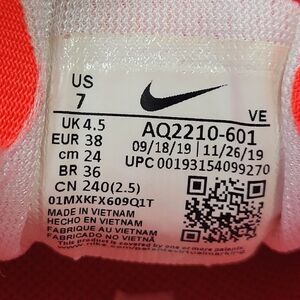 US
7
UK 4.5
EUR 38
cm 24
BR 36
CN 240(2.5)
VE
AQ2210-601
09/18/19 | 11/26/19
UPC 00193154099270
01MXKFX609Q1T
MADE IN VIETNAM
HECHO EN VIETNAM
FABRIQUE AU VIETNAM
FABRICADO NO VIETNÃ